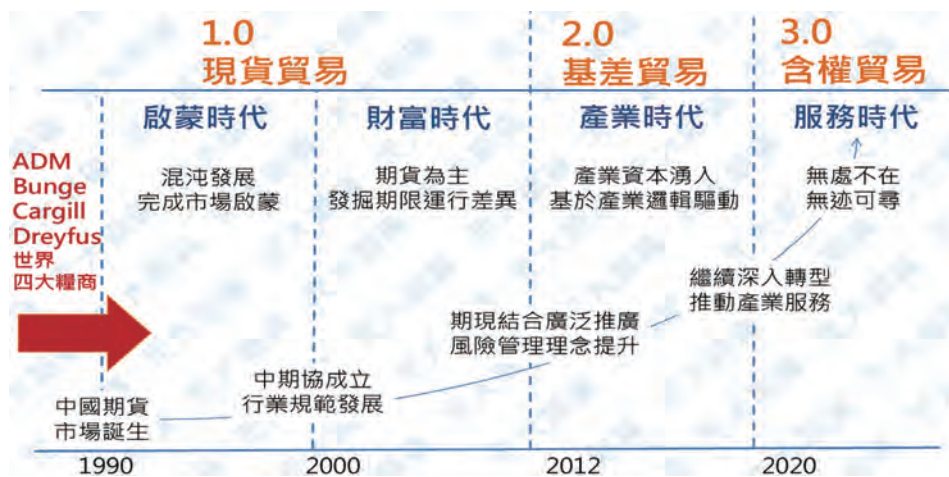 1.0
現貨貿易
2.0
基差貿易
3.0
含權貿易
啟蒙時代
財富時代
產業時代
服務時代
ADM
Bunge
Cargill
Dreyfus
世界
四大糧商
混沌發展
完成市場啟蒙
期貨為主
發掘期限運行差異
產業資本湧入
基於產業邏輯驅動
無處不在
無迹可尋
繼續深入轉型
推動產業服務
期現結合廣泛推廣
風險管理理念提升
中期協成立
行業規範發展
中國期貨
市場誕生
1990
2000
2012
2020